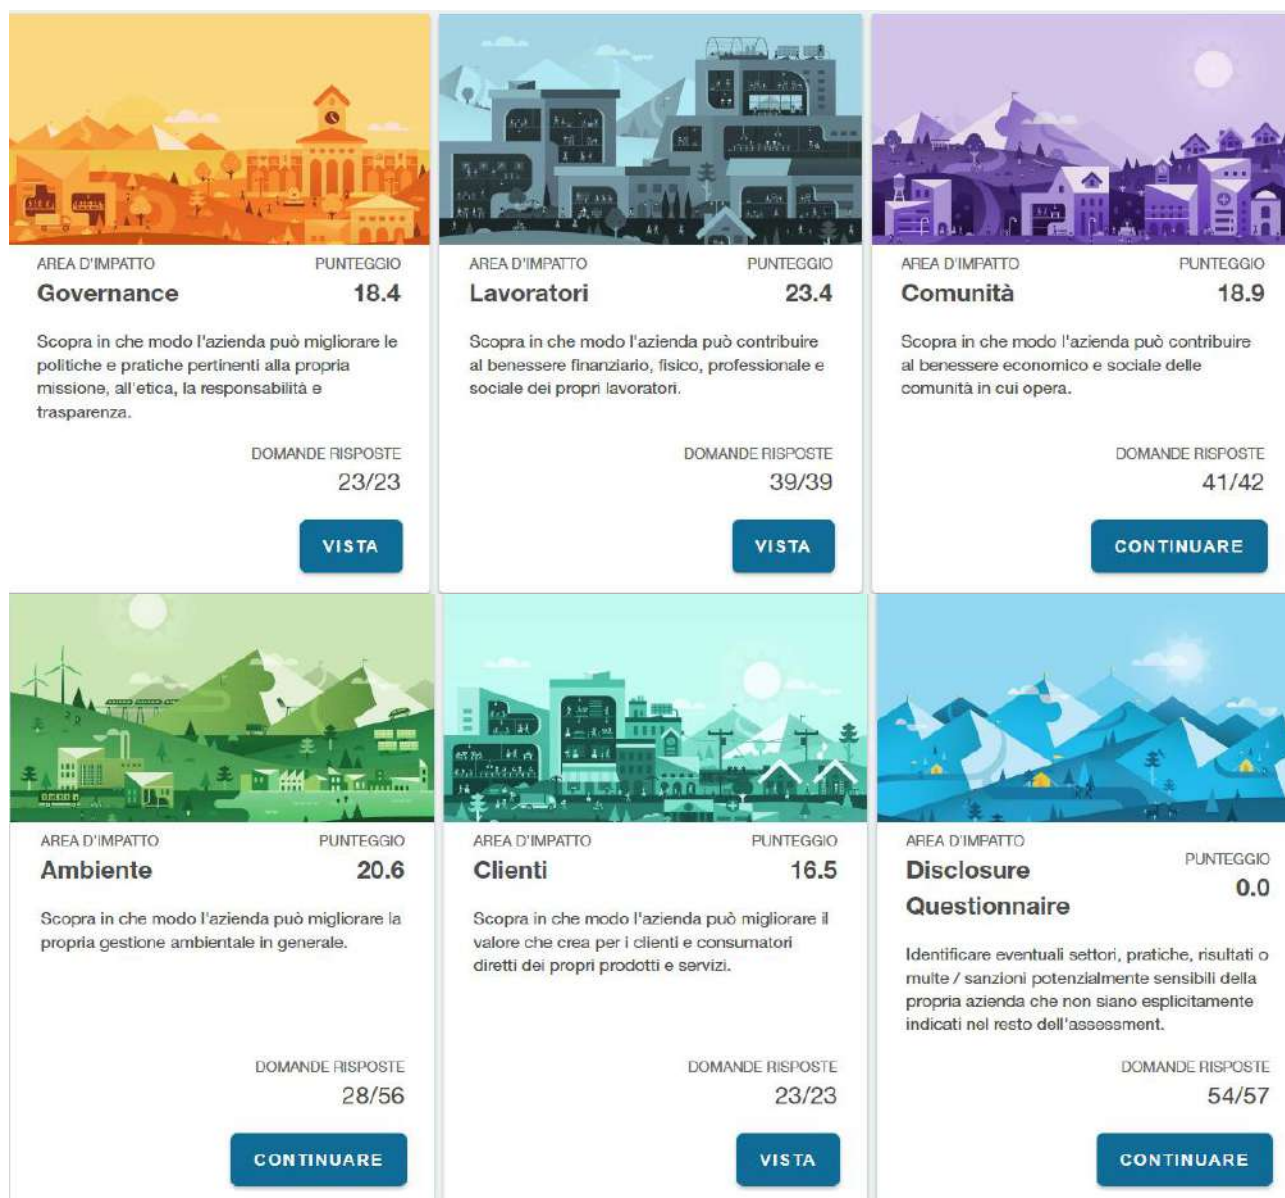 AREA D'IMPATTO PUNTEGGIO
Governance 18.4
Scopra in che modo l'azienda può migliorare le
politiche e pratiche pertinenti alla propria
missione, all'etica, la responsabilità e
trasparenza.
DOMANDE RISPOSTE
23/23
VISTA
AREA D'IMPATTO PUNTEGGIO
Lavoratori 23.4
Scopra in che modo l'azienda può contribuire
al benessere finanziario, fisico, professionale e
sociale dei propri lavoratori.
DOMANDE RISPOSTE
39/39
VISTA
AREA D'IMPATTO PUNTEGGIO
Comunità 18.9
Scopra in che modo l'azienda può contribuire
al benessere economico e sociale delle
comunità in cui opera.
DOMANDE RISPOSTE
41/42
CONTINUARE
AREA D'IMPATTO PUNTEGGIO
Ambiente 20.6
Scopra in che modo l'azienda può migliorare la
propria gestione ambientale in generale.
DOMANDE RISPOSTE
28/56
CONTINUARE
AREA D'IMPATTO PUNTEGGIO
Clienti 16.5
Scopra in che modo l'azienda può migliorare il
valore che crea per i clienti e consumatori
diretti dei propri prodotti e servizi.
DOMANDE RISPOSTE
23/23
VISTA
AREA D'IMPATTO
PUNTEGGIO
Disclosure
Questionnaire
0.0
Identificare eventuali settori, pratiche, risultati o
multe / sanzioni potenzialmente sensibili della
propria azienda che non siano esplicitamente
indicati nel resto dell'assessment.
DOMANDE RISPOSTE
54/57
CONTINUARE